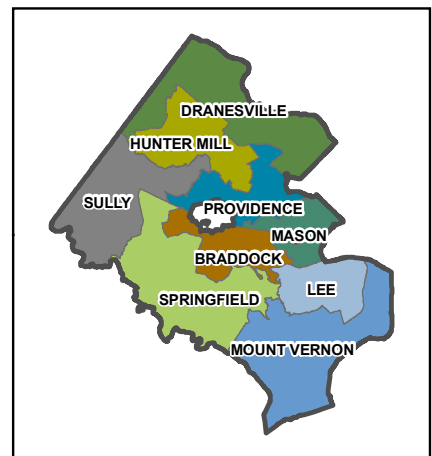 DRANESVILLE
HUNTER MILL
SULLY
PROVIDENCE
MASON
BRADDOCK
LEE
SPRINGFIELD
MOUNT VERNON